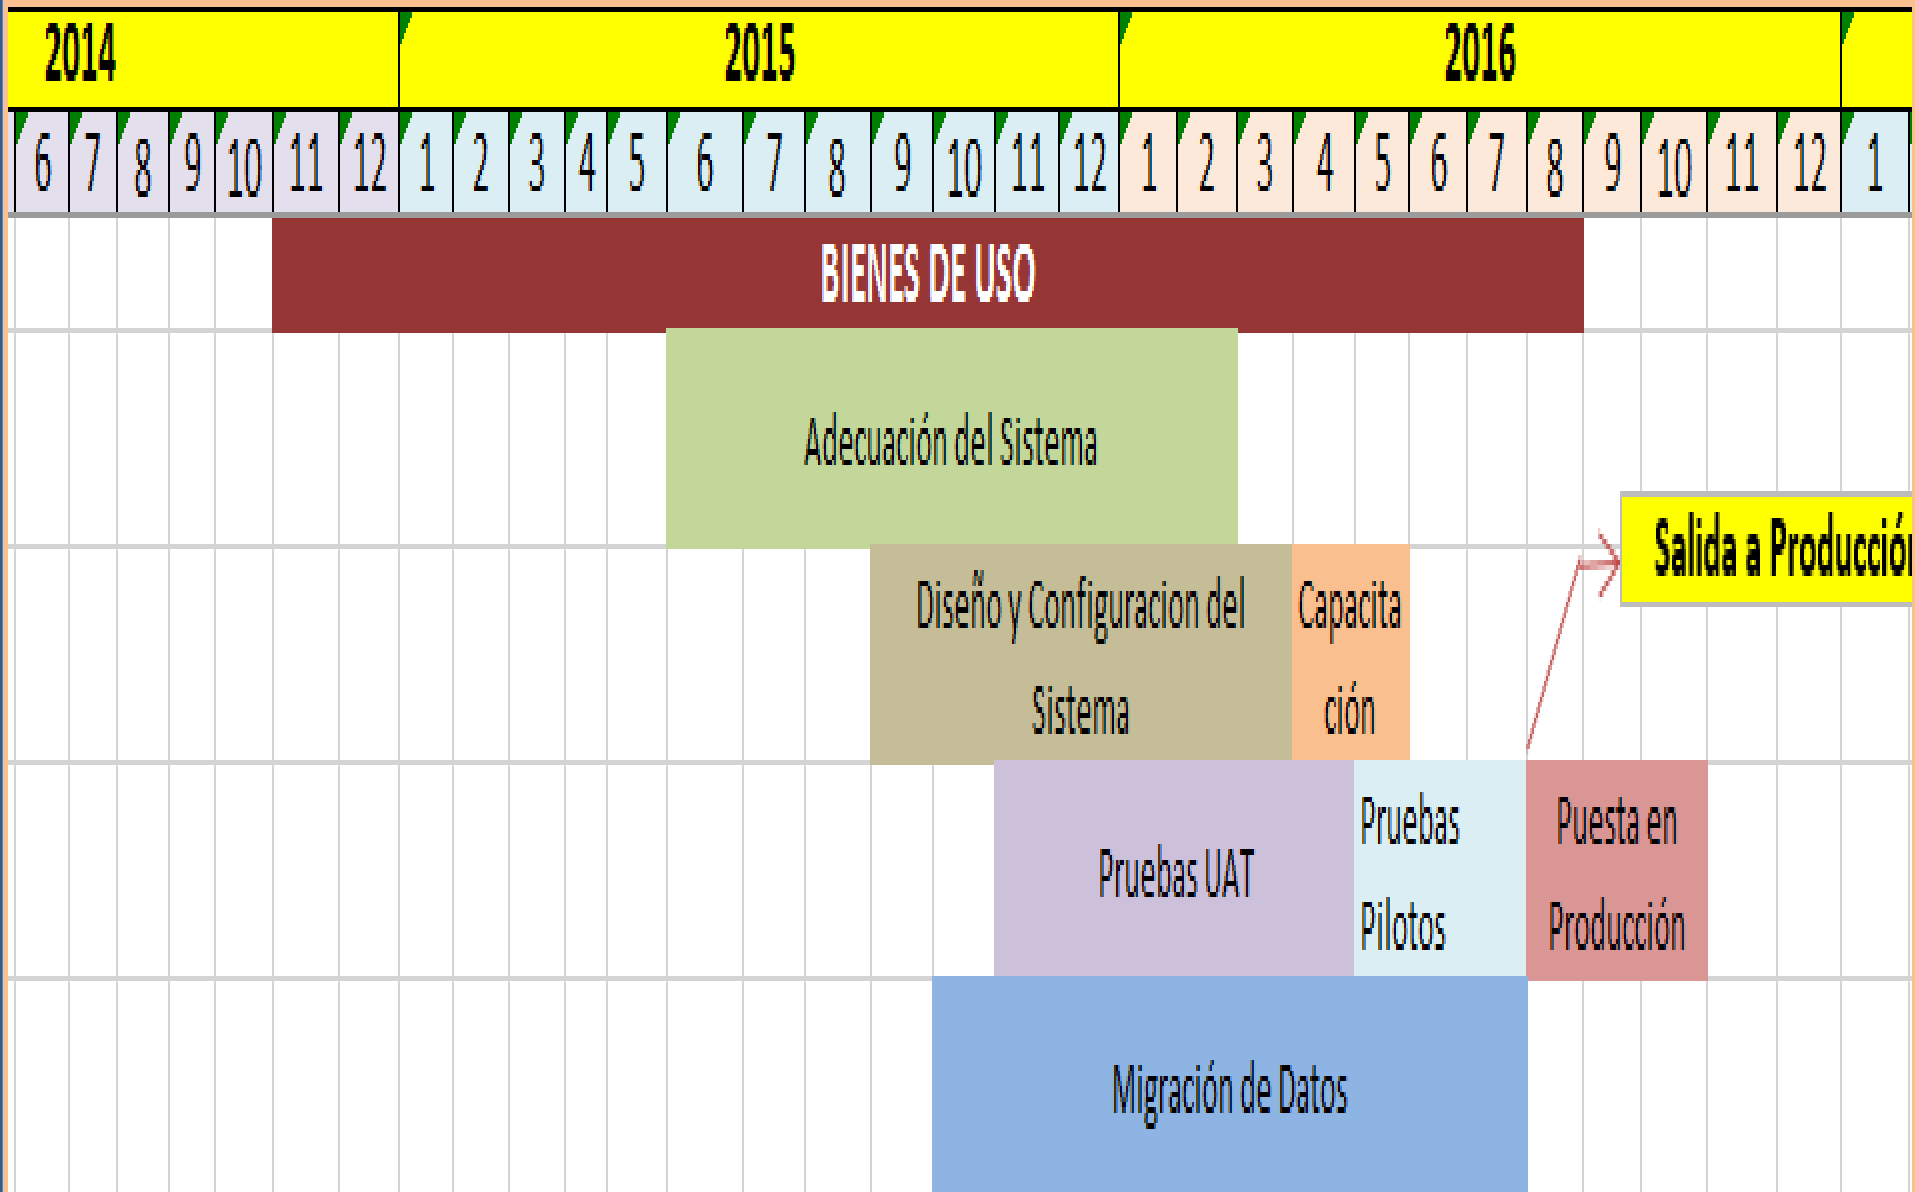 2014 2015 2016
6 7 8 9 10 11 12 1 2 3 4 5 6 7 8 9 10 11 12 1 2 3 4 5 6 7 8 9 10 11 12 1
BIENES DE USO
Adecuación del Sistema
Salida a Producción
Diseño y Configuracion del
Sistema
Capacita
ción
Pruebas UAT
Pruebas
Pilotos
Puesta en
Producción
Migración de Datos